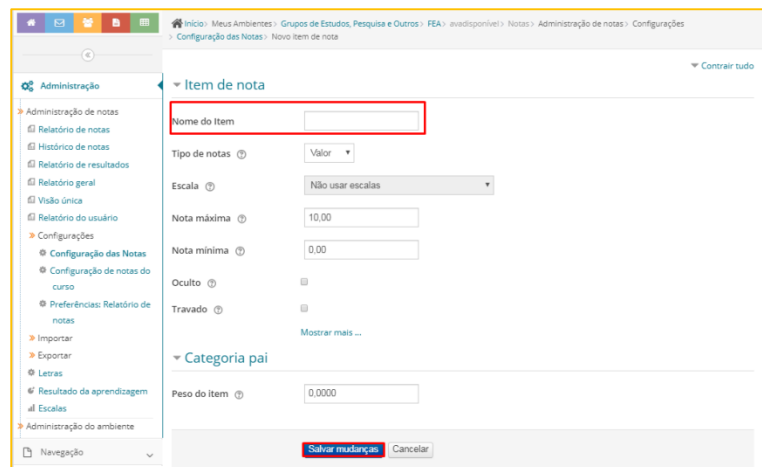 Início › Meus Ambientes › Grupos de Estudos, Pesquisa e Outros › FEA › avadisponível › Notas › Administração de notas › Configurações
› Configuração das Notas › Novo item de nota
Contrair tudo
Administração
Administração de notas
Relatório de notas
Histórico de notas
Relatório de resultados
Relatório geral
Visão única
Relatório do usuário
Configurações
Configuração das Notas
Configuração de notas do
curso
Preferências: Relatório de
notas
Importar
Exportar
Letras
Resultado da aprendizagem
Escalas
Administração do ambiente
Navegação
Item de nota
Nome do Item
Tipo de notas Valor
Escala Não usar escalas
Nota máxima 10,00
Nota mínima 0,00
Oculto
Travado
Mostrar mais ...
Categoria pai
Peso do item 0,0000
Salvar mudanças Cancelar